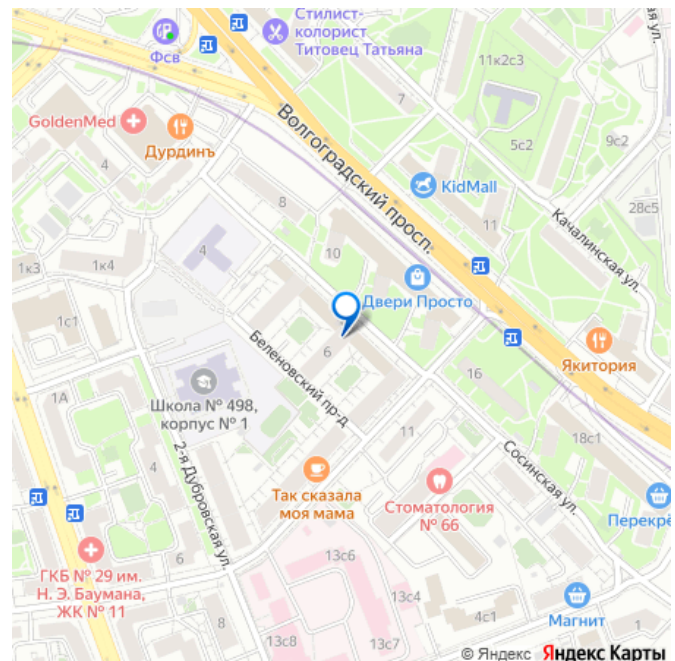 Стилист-
колорист
Титовец Татьяна
Фсв
11к2с3
7
GoldenMed
Дурдинъ
4
5с2
9с2
Волгоградский просп.
KidMall
28с5
8
11
Качалинская ул.
4
10
1к3
1к4
Двери Просто
1с1
6
Беленовский пр-д
Якитория
16
Школа № 498,
корпус № 1
1А
18с1
11
4
2-я Дубровская ул.
Сосинская ул.
Так сказала
моя мама
Стоматология
№ 66
Перекрё
6
13с6
ГКБ № 29 им.
Н. Э. Баумана,
ЖК № 11
13с4
4с1
Магнит
8
13с8
13с7
1
© Яндекс Яндекс Карты